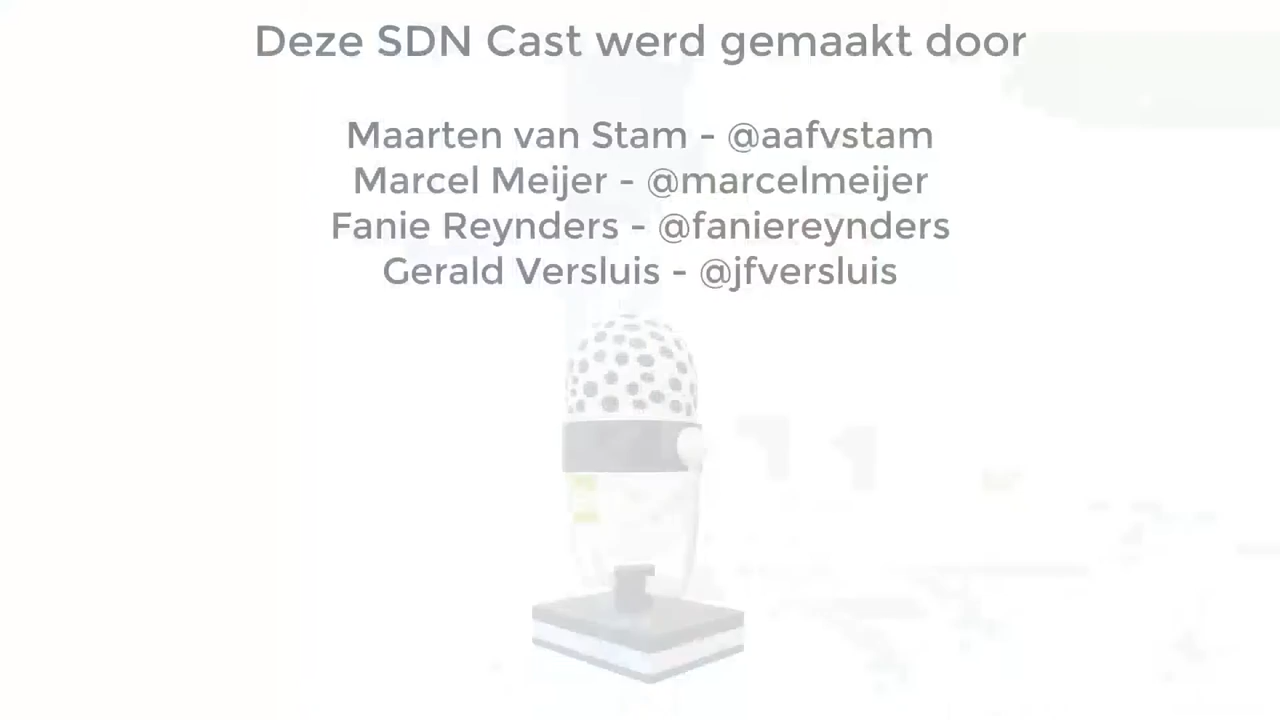 Deze SDN Cast werd gemaakt door
Maarten van Stam - @aafvstam
Marcel Meijer - @marcelmeijer
Fanie Reynders - @faniereynders
Gerald Versluis - @jfversluis